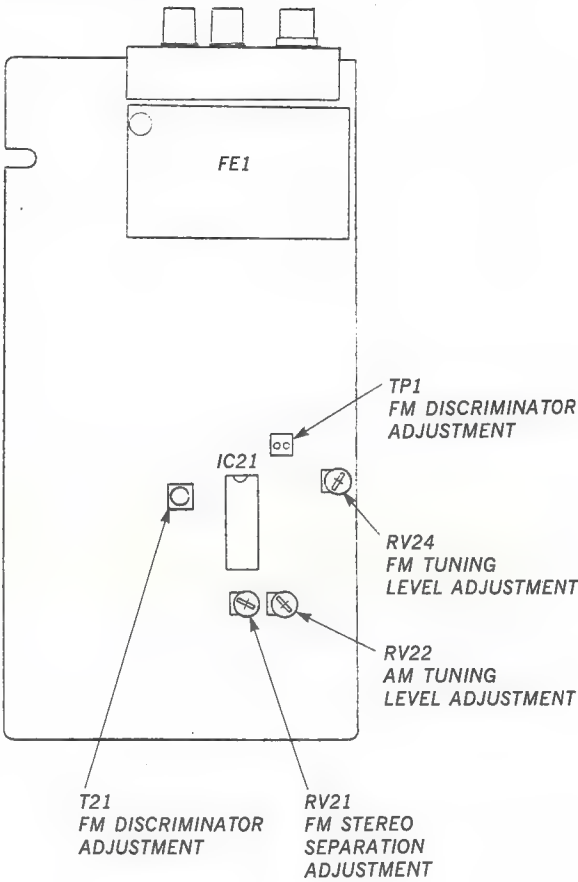 FE1
TP1
FM DISCRIMINATOR
ADJUSTMENT
IC21
RV24
FM TUNING
LEVEL ADJUSTMENT
RV22
AM TUNING
LEVEL ADJUSTMENT
T21
FM DISCRIMINATOR
ADJUSTMENT
RV21
FM STEREO
SEPARATION
ADJUSTMENT